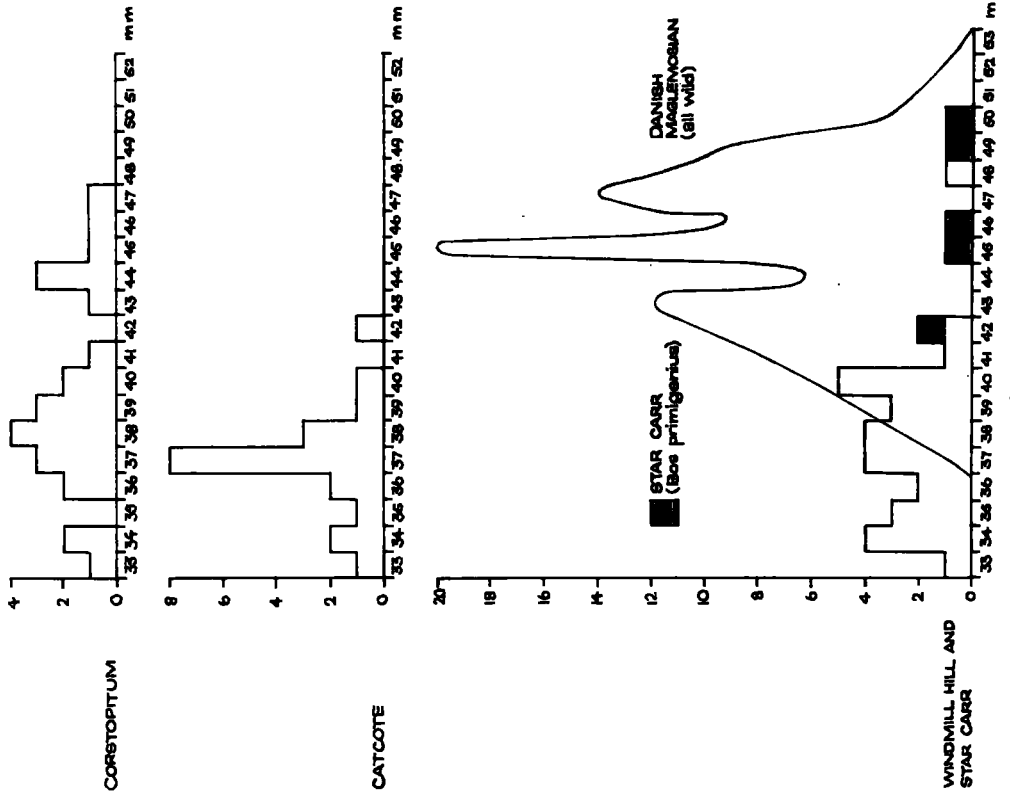 CORSTOPITUM
4
2
0
33 34 35 36 37 38 39 40 41 42 43 44 45 46 47 48 49 50 51 52 mm
CATCOTE
8
6
4
2
0
33 34 35 36 37 38 39 40 41 42 43 44 45 46 47 48 49 50 51 52 mm
20
18
16
14
12
10
8
6
4
2
0
STAR CARR
(Bos primigenius)
DANISH
MAGLEMOSIAN
(all wild)
WINDMILL HILL AND
STAR CARR
33 34 35 36 37 38 39 40 41 42 43 44 45 46 47 48 49 50 51 52 53 m